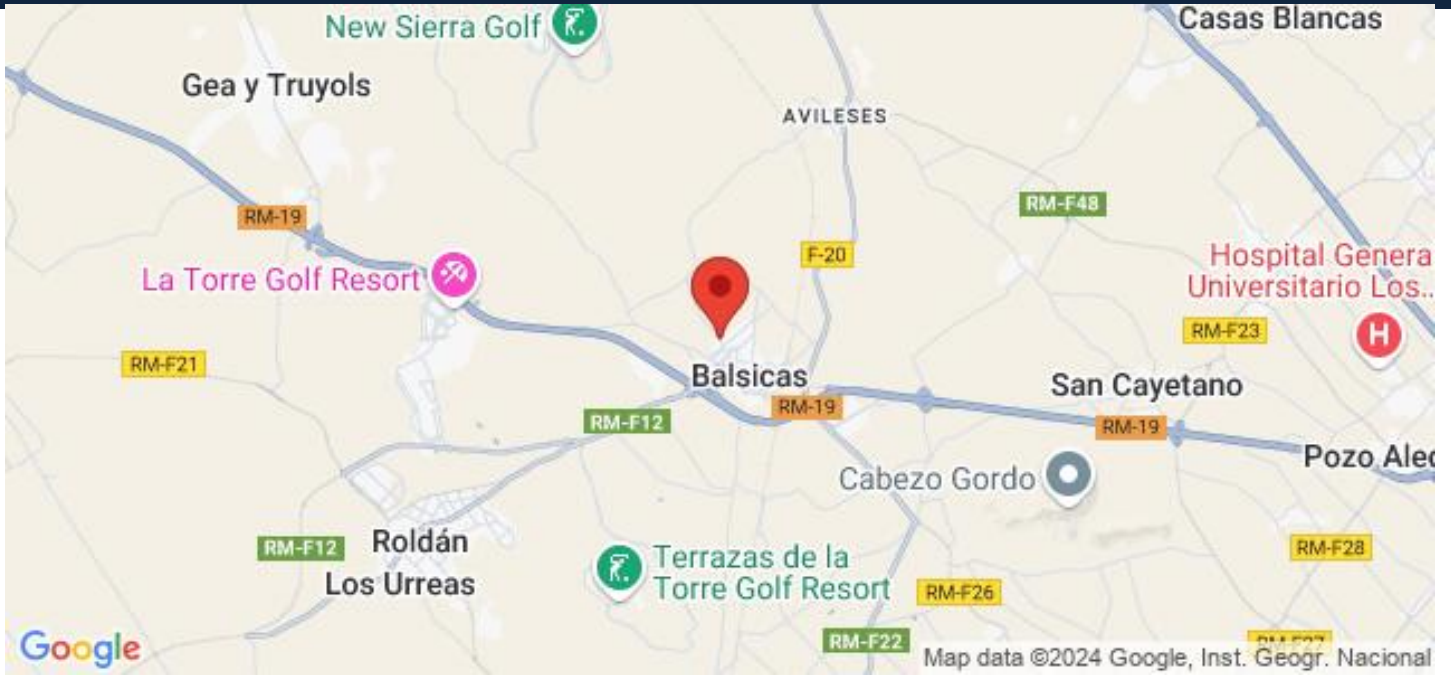 New Sierra Golf
Casas Blancas
Gea y Truyols
AVILESES
RM-F48
RM-19
F-20
Hospital Genera
Universitario Los...
La Torre Golf Resort
RM-F23
RM-F21
Balsicas
San Cayetano
RM-19
RM-F12
RM-19
H
Pozo Alec
Cabezo Gordo
Roldán
RM-F12
RM-F28
Terrazas de la
Torre Golf Resort
Los Urreas
RM-F26
RM-F22
RM-F27
Google
Map data ©2024 Google, Inst. Geogr. Nacional